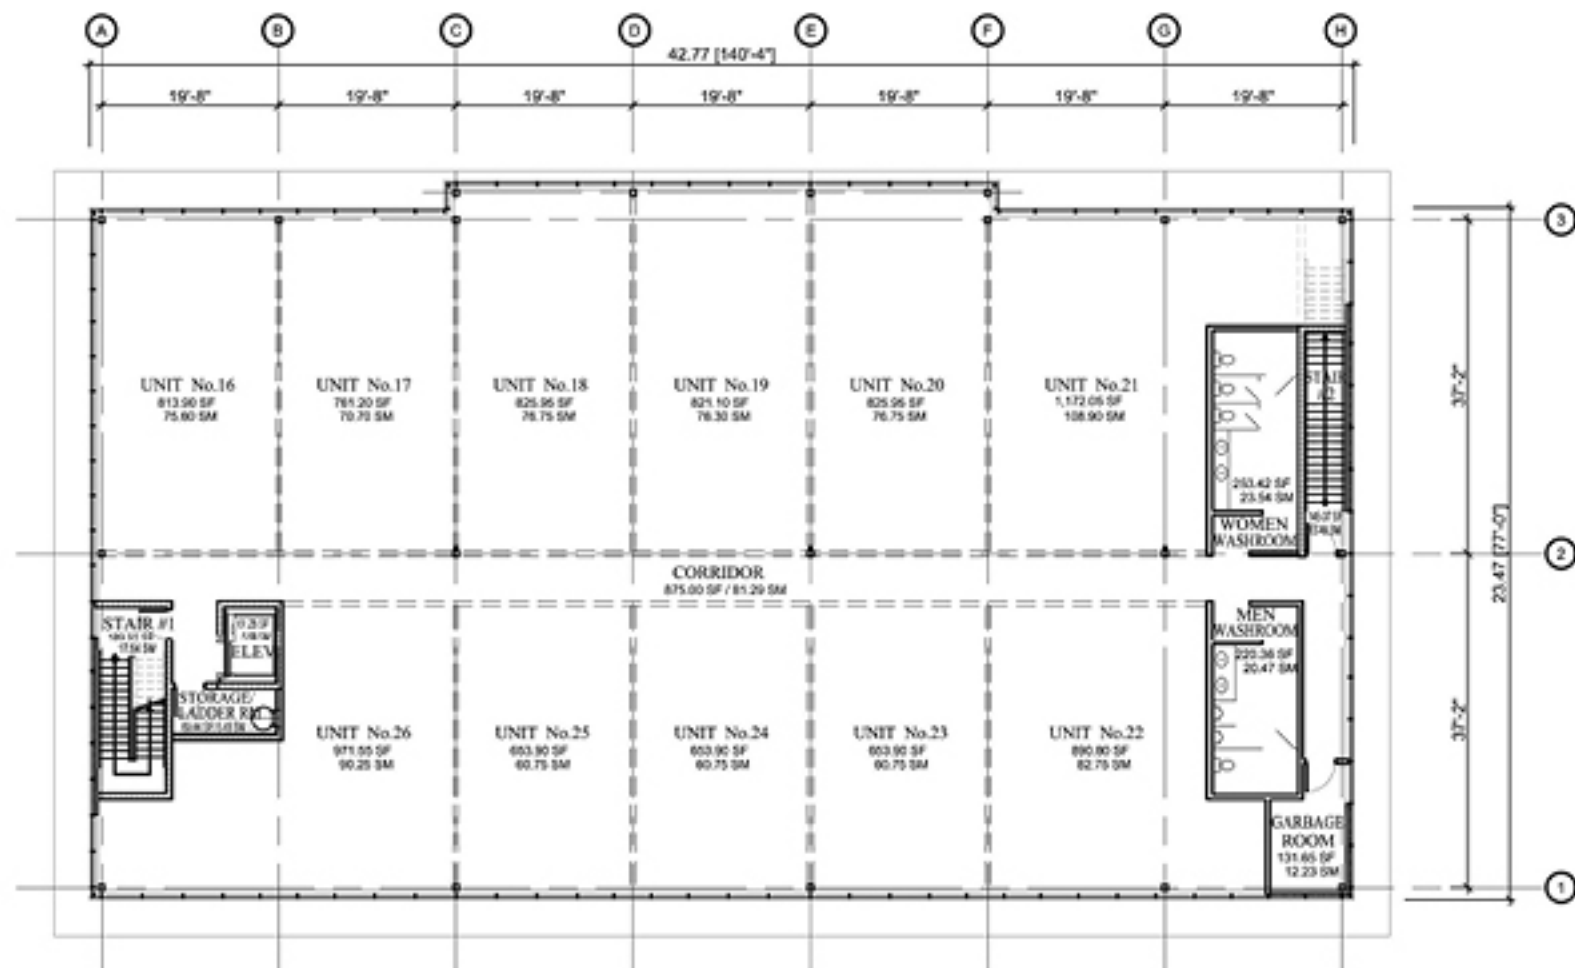 A B C D E F G H
42.77 [140'-4"]
19'-8" 19'-8" 19'-8" 19'-8" 19'-8" 19'-8" 19'-8"
3
37'-2"
UNIT No.16
813.90 SF
75.60 SM
UNIT No.17
761.20 SF
70.70 SM
UNIT No.18
825.95 SF
76.75 SM
UNIT No.19
821.10 SF
76.30 SM
UNIT No.20
825.95 SF
76.75 SM
UNIT No.21
1,172.05 SF
108.90 SM
STAIR
253.42 SF
23.54 SM
WOMEN
WASHROOM
23.47 [77'-0"]
2
CORRIDOR
875.00 SF / 81.29 SM
STAIR #1
ELEV
STORAGE/
LADDER RM
MEN
WASHROOM
220.36 SF
20.47 SM
37'-2"
UNIT No.26
971.55 SF
90.25 SM
UNIT No.25
653.90 SF
60.75 SM
UNIT No.24
653.90 SF
60.75 SM
UNIT No.23
653.90 SF
60.75 SM
UNIT No.22
890.80 SF
82.75 SM
GARBAGE
ROOM
131.65 SF
12.23 SM
1